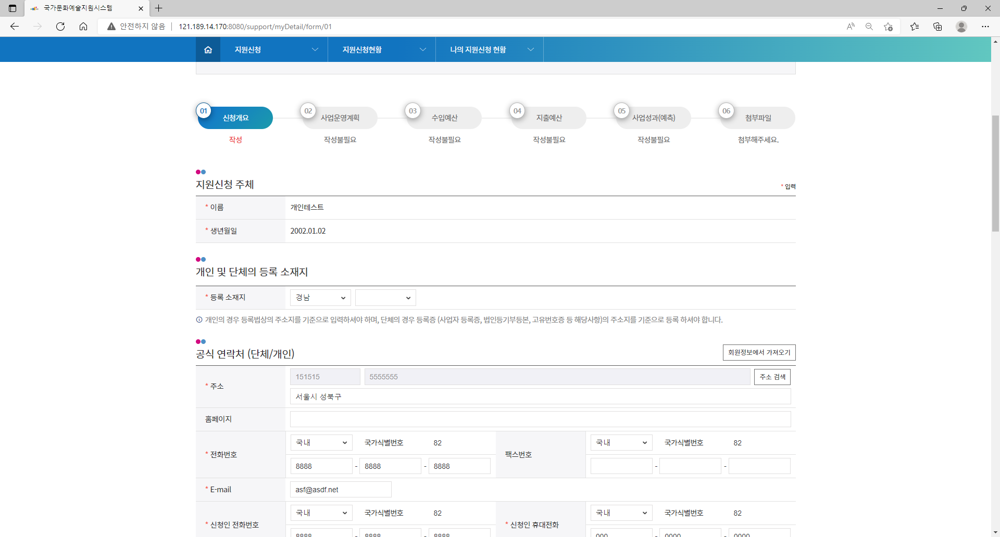 국가문화예술지원시스템
안전하지 않음
121.189.14.170:8080/support/myDetail/form/01
지원신청
지원신청현황
나의 지원신청 현황
01 신청개요 작성
02 사업운영계획 작성불필요
03 수입예산 작성불필요
04 지출예산 작성불필요
05 사업성과(예측) 작성불필요
06 첨부파일 첨부해주세요.
지원신청 주체
* 입력
* 이름 개인테스트
* 생년월일 2002.01.02
개인 및 단체의 등록 소재지
* 등록 소재지 경남
개인의 경우 등록법상의 주소지를 기준으로 입력하셔야 하며, 단체의 경우 등록증 (사업자 등록증, 법인등기부등본, 고유번호증 등 해당사항)의 주소지를 기준으로 등록 하셔야 합니다.
공식 연락처 (단체/개인)
회원정보에서 가져오기
* 주소 151515 5555555 주소 검색
서울시 성북구
홈페이지
* 전화번호 국내 국가식별번호 82
8888 - 8888 - 8888
팩스번호 국내 국가식별번호 82
- -
* E-mail asf@asdf.net
* 신청인 전화번호 국내 국가식별번호 82
8888 - 8888 - 8888
* 신청인 휴대전화 국내 국가식별번호 82
000 - 0000 - 0000